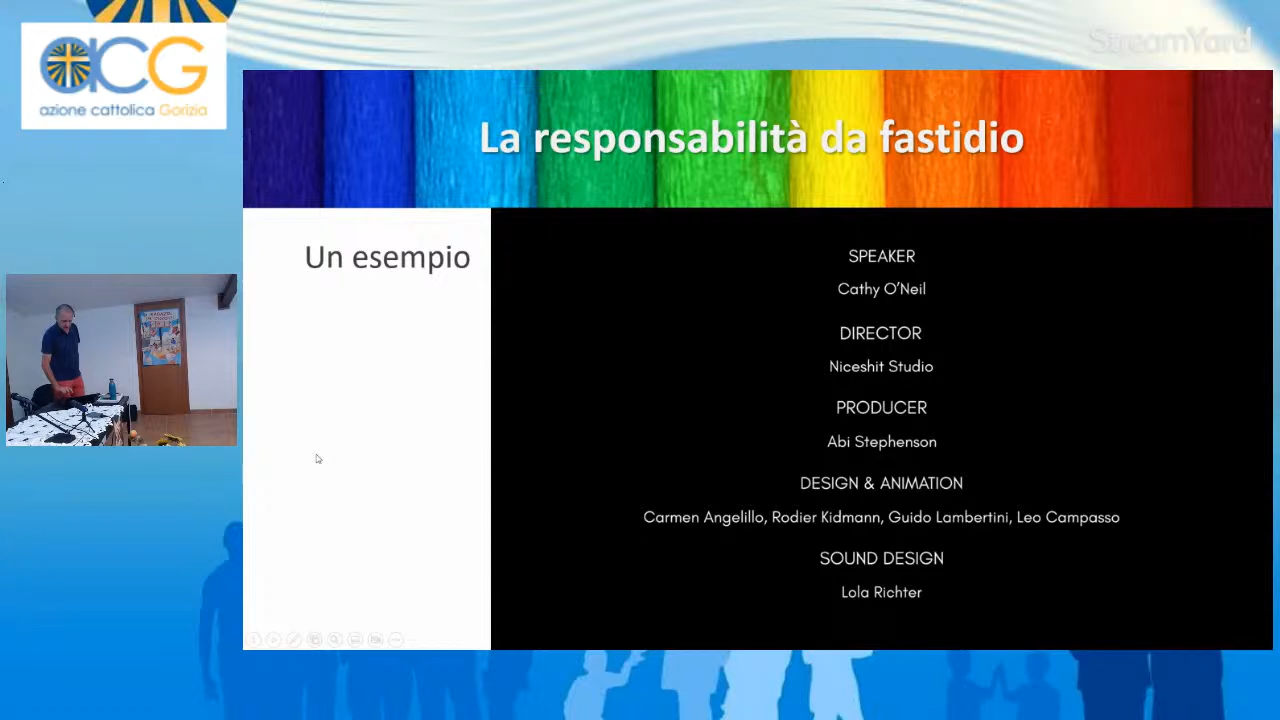 StreamYard
aCG
azione cattolica Gorizia
La responsabilità da fastidio
Un esempio
SPEAKER
Cathy O'Neil
DIRECTOR
Niceshit Studio
PRODUCER
Abi Stephenson
DESIGN & ANIMATION
Carmen Angelillo, Rodier Kidmann, Guido Lambertini, Leo Campasso
SOUND DESIGN
Lola Richter